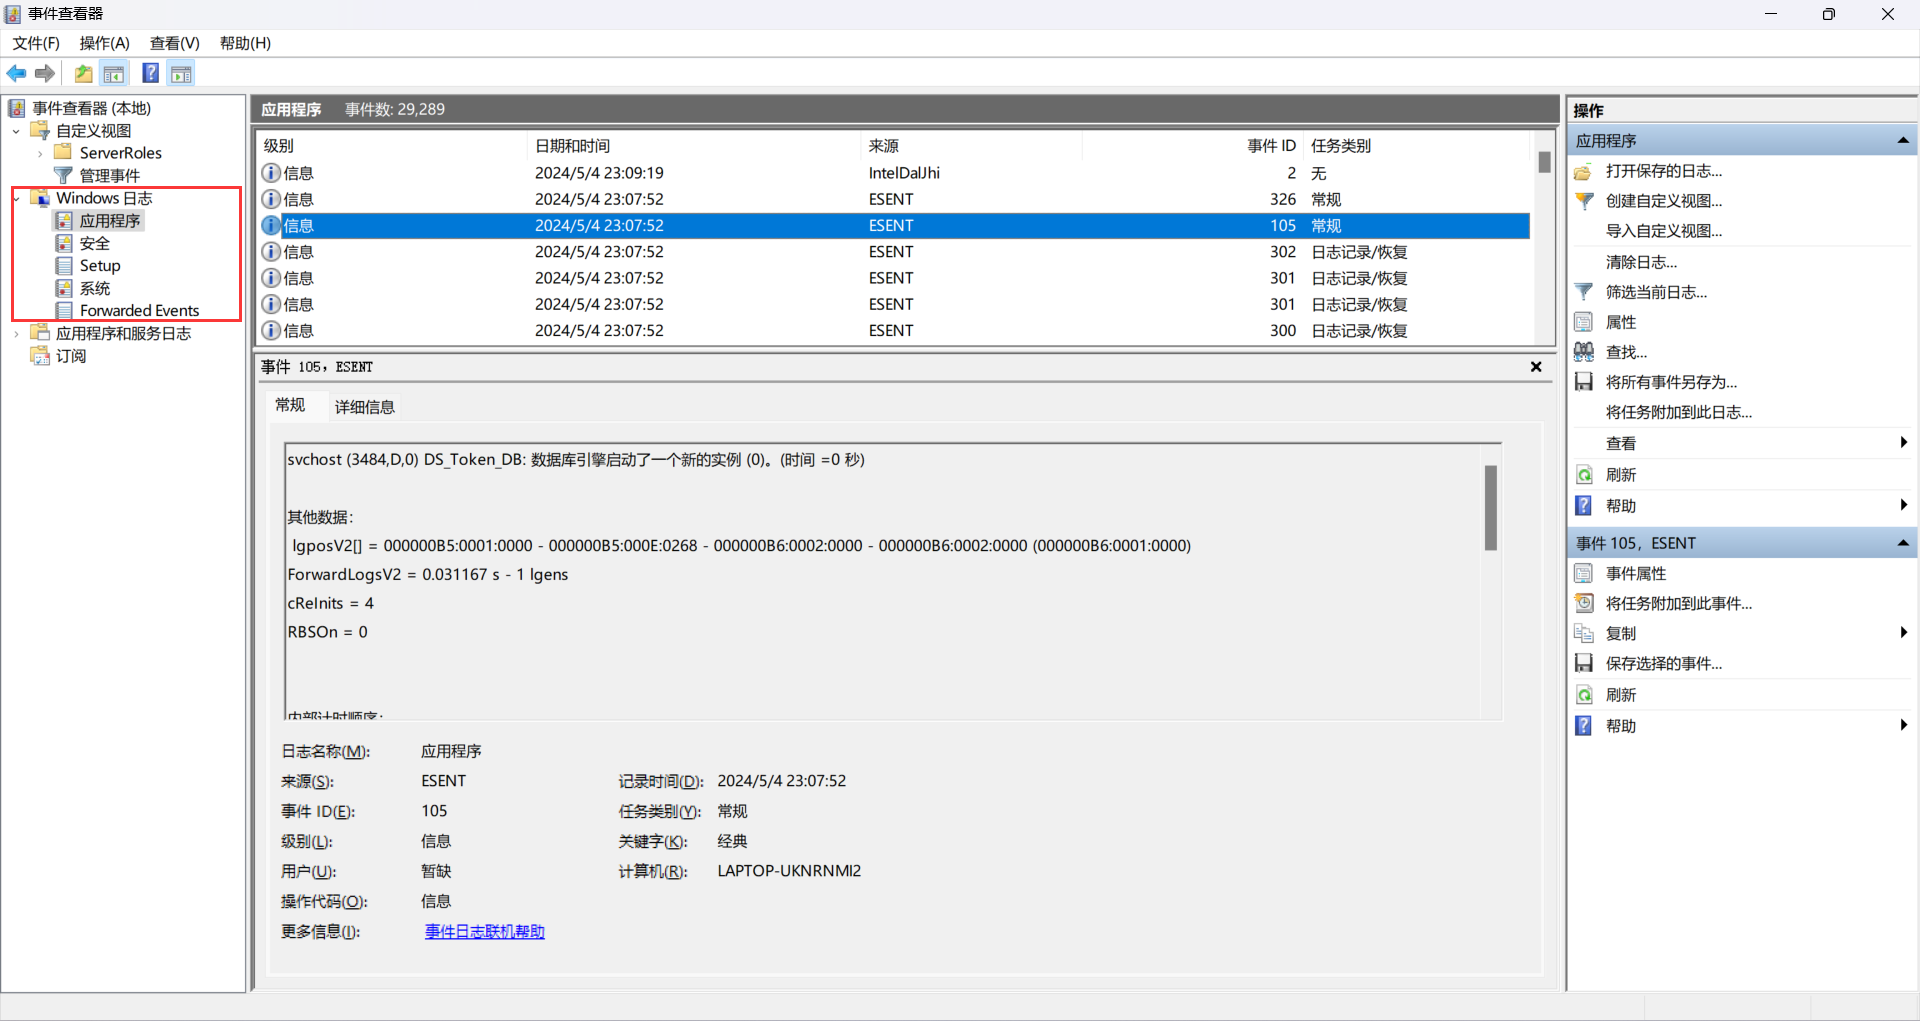 事件查看器
文件(F) 操作(A) 查看(V) 帮助(H)
事件查看器 (本地)
自定义视图
ServerRoles
管理事件
Windows 日志
应用程序
安全
Setup
系统
Forwarded Events
应用程序和服务日志
订阅
应用程序 事件数: 29,289
级别 日期和时间 来源 事件 ID 任务类别
信息 2024/5/4 23:09:19 IntelDalJhi 2 无
信息 2024/5/4 23:07:52 ESENT 326 常规
信息 2024/5/4 23:07:52 ESENT 105 常规
信息 2024/5/4 23:07:52 ESENT 302 日志记录/恢复
信息 2024/5/4 23:07:52 ESENT 301 日志记录/恢复
信息 2024/5/4 23:07:52 ESENT 301 日志记录/恢复
信息 2024/5/4 23:07:52 ESENT 300 日志记录/恢复
事件 105，ESENT
常规 详细信息
svchost (3484,D,0) DS_Token_DB: 数据库引擎启动了一个新的实例 (0)。(时间 =0 秒)
其他数据:
lgposV2[] = 000000B5:0001:0000 - 000000B5:000E:0268 - 000000B6:0002:0000 - 000000B6:0002:0000 (000000B6:0001:0000)
ForwardLogsV2 = 0.031167 s - 1 lgens
cReInits = 4
RBSOn = 0
内部计时顺序:
日志名称(M): 应用程序
来源(S): ESENT 记录时间(D): 2024/5/4 23:07:52
事件 ID(E): 105 任务类别(Y): 常规
级别(L): 信息 关键字(K): 经典
用户(U): 暂缺 计算机(R): LAPTOP-UKNRNMI2
操作代码(O): 信息
更多信息(I): 事件日志联机帮助
操作
应用程序
打开保存的日志...
创建自定义视图...
导入自定义视图...
清除日志...
筛选当前日志...
属性
查找...
将所有事件另存为...
将任务附加到此日志...
查看
刷新
帮助
事件 105，ESENT
事件属性
将任务附加到此事件...
复制
保存选择的事件...
刷新
帮助